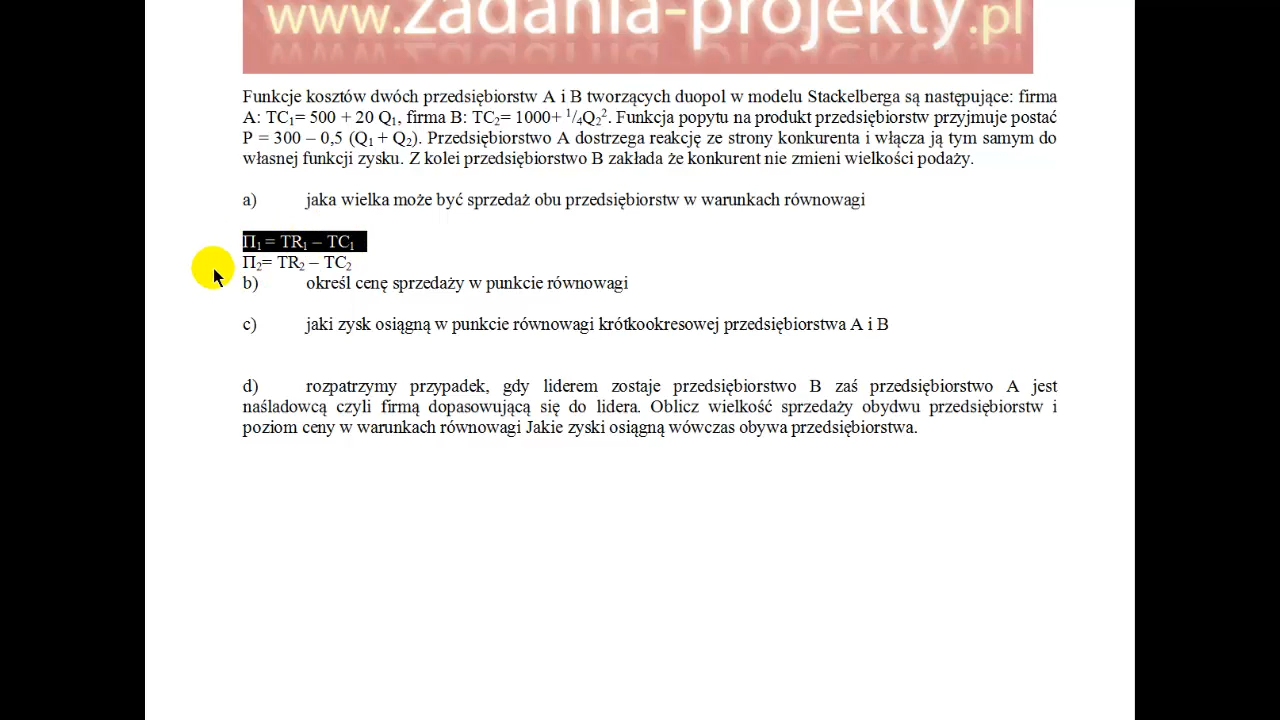 www.zadania-projekty.pl
Funkcje kosztów dwóch przedsiębiorstw A i B tworzących duopol w modelu Stackelberga są następujące: firma
A: TC₁= 500 + 20 Q₁, firma B: TC₂= 1000+ ¹/₄Q₂². Funkcja popytu na produkt przedsiębiorstw przyjmuje postać
P = 300 – 0,5 (Q₁ + Q₂). Przedsiębiorstwo A dostrzega reakcję ze strony konkurenta i włącza ją tym samym do
własnej funkcji zysku. Z kolei przedsiębiorstwo B zakłada że konkurent nie zmieni wielkości podaży.
a) jaka wielka może być sprzedaż obu przedsiębiorstw w warunkach równowagi
Π₁ = TR₁ – TC₁
Π₂= TR₂ – TC₂
b) określ cenę sprzedaży w punkcie równowagi
c) jaki zysk osiągną w punkcie równowagi krótkookresowej przedsiębiorstwa A i B
d) rozpatrzymy przypadek, gdy liderem zostaje przedsiębiorstwo B zaś przedsiębiorstwo A jest
naśladowcą czyli firmą dopasowującą się do lidera. Oblicz wielkość sprzedaży obydwu przedsiębiorstw i
poziom ceny w warunkach równowagi Jakie zyski osiągną wówczas obywa przedsiębiorstwa.